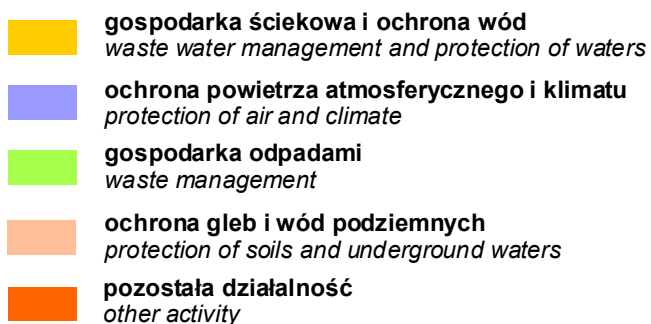 gospodarka ściekowa i ochrona wód
waste water management and protection of waters
ochrona powietrza atmosferycznego i klimatu
protection of air and climate
gospodarka odpadami
waste management
ochrona gleb i wód podziemnych
protection of soils and underground waters
pozostała działalność
other activity